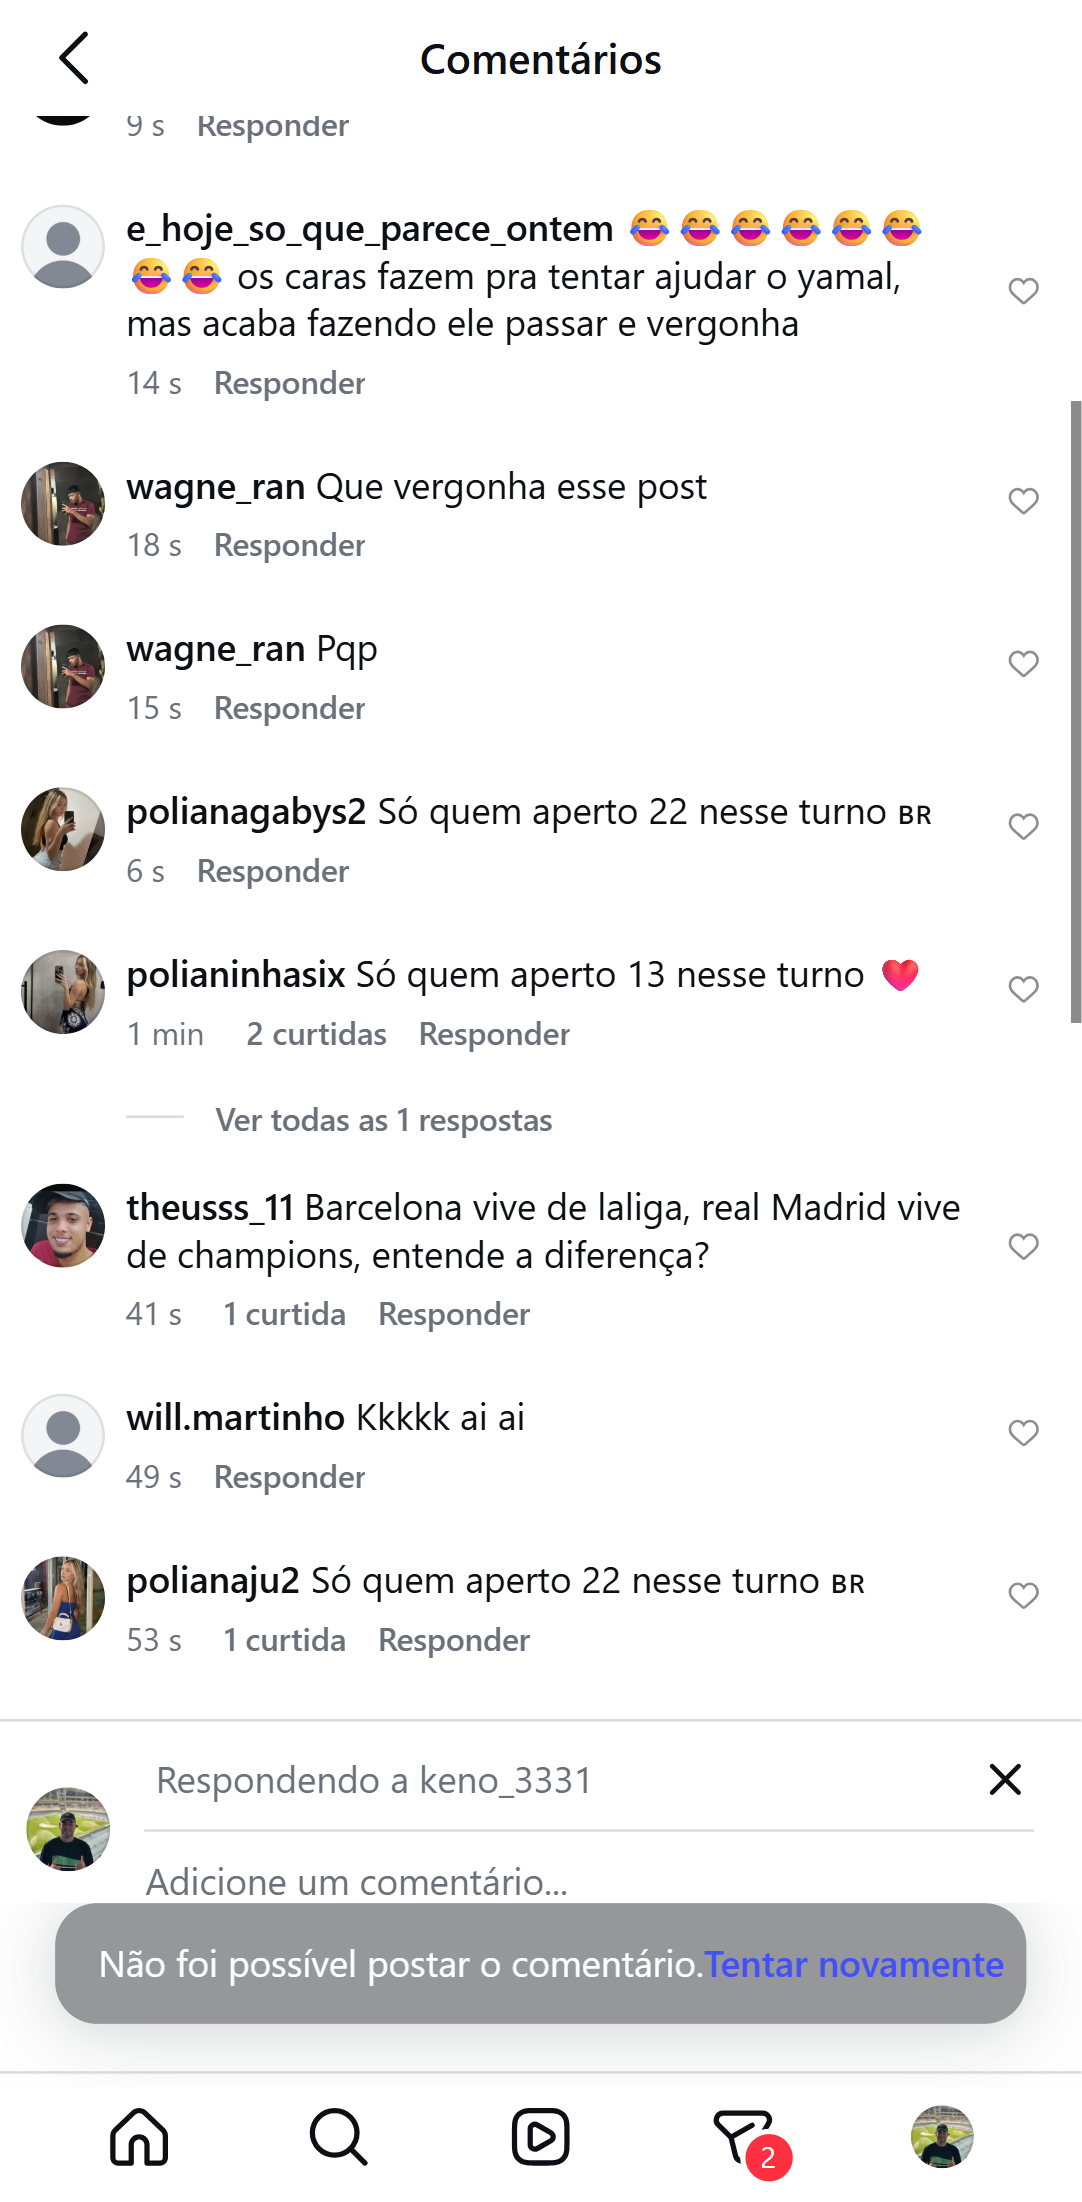 Comentários
9 s Responder
e_hoje_so_que_parece_ontem 😂😂😂😂😂😂
😂😂 os caras fazem pra tentar ajudar o yamal,
mas acaba fazendo ele passar e vergonha
14 s Responder
wagne_ran Que vergonha esse post
18 s Responder
wagne_ran Pqp
15 s Responder
polianagabys2 Só quem aperto 22 nesse turno 🇧🇷
6 s Responder
polianinhasix Só quem aperto 13 nesse turno ❤️
1 min 2 curtidas Responder
Ver todas as 1 respostas
theusss_11 Barcelona vive de laliga, real Madrid vive
de champions, entende a diferença?
41 s 1 curtida Responder
will.martinho Kkkkk ai ai
49 s Responder
polianaju2 Só quem aperto 22 nesse turno 🇧🇷
53 s 1 curtida Responder
Respondendo a keno_3331
Adicione um comentário...
Não foi possível postar o comentário.Tentar novamente
2